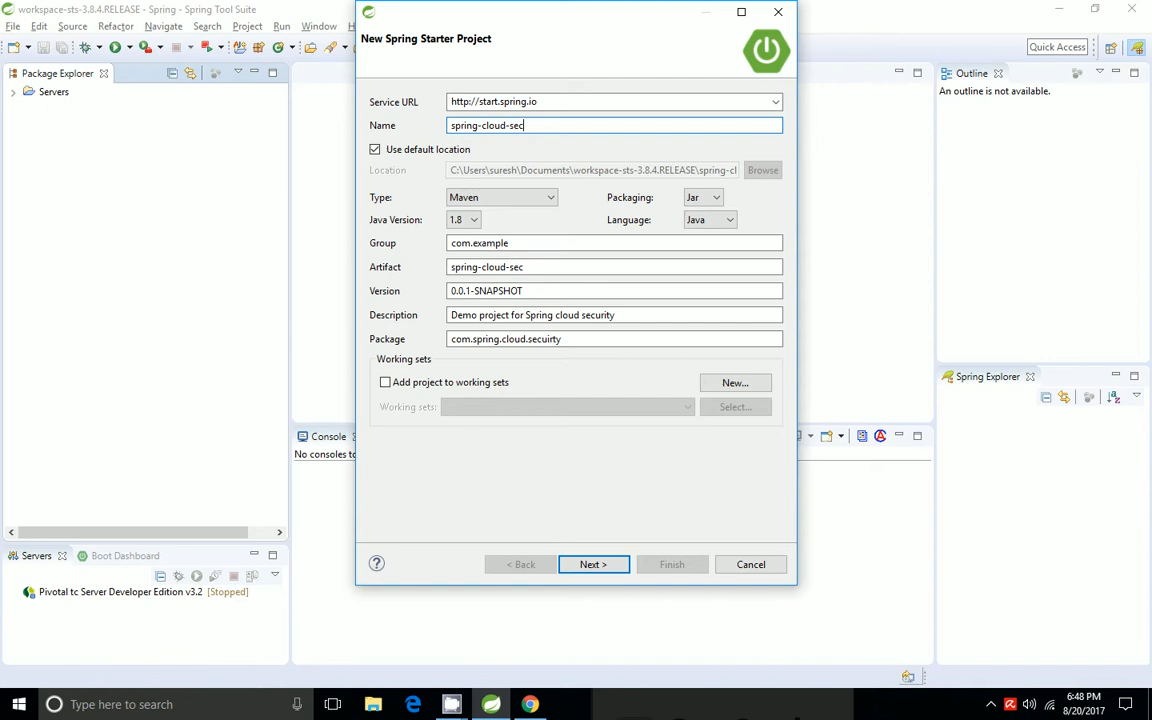 workspace-sts-3.8.4.RELEASE - Spring - Spring Tool Suite
File Edit Source Refactor Navigate Search Project Run Window H
Quick Access
Package Explorer
Servers
New Spring Starter Project
Service URL http://start.spring.io
Name spring-cloud-sec
Use default location
Location C:\Users\suresh\Documents\workspace-sts-3.8.4.RELEASE\spring-cl Browse
Type: Maven Packaging: Jar
Java Version: 1.8 Language: Java
Group com.example
Artifact spring-cloud-sec
Version 0.0.1-SNAPSHOT
Description Demo project for Spring cloud security
Package com.spring.cloud.secuirty
Working sets
Add project to working sets New...
Working sets: Select...
? < Back Next > Finish Cancel
Outline
An outline is not available.
Spring Explorer
Console
No consoles to
Servers Boot Dashboard
Pivotal tc Server Developer Edition v3.2 [Stopped]
Type here to search
6:48 PM
8/20/2017